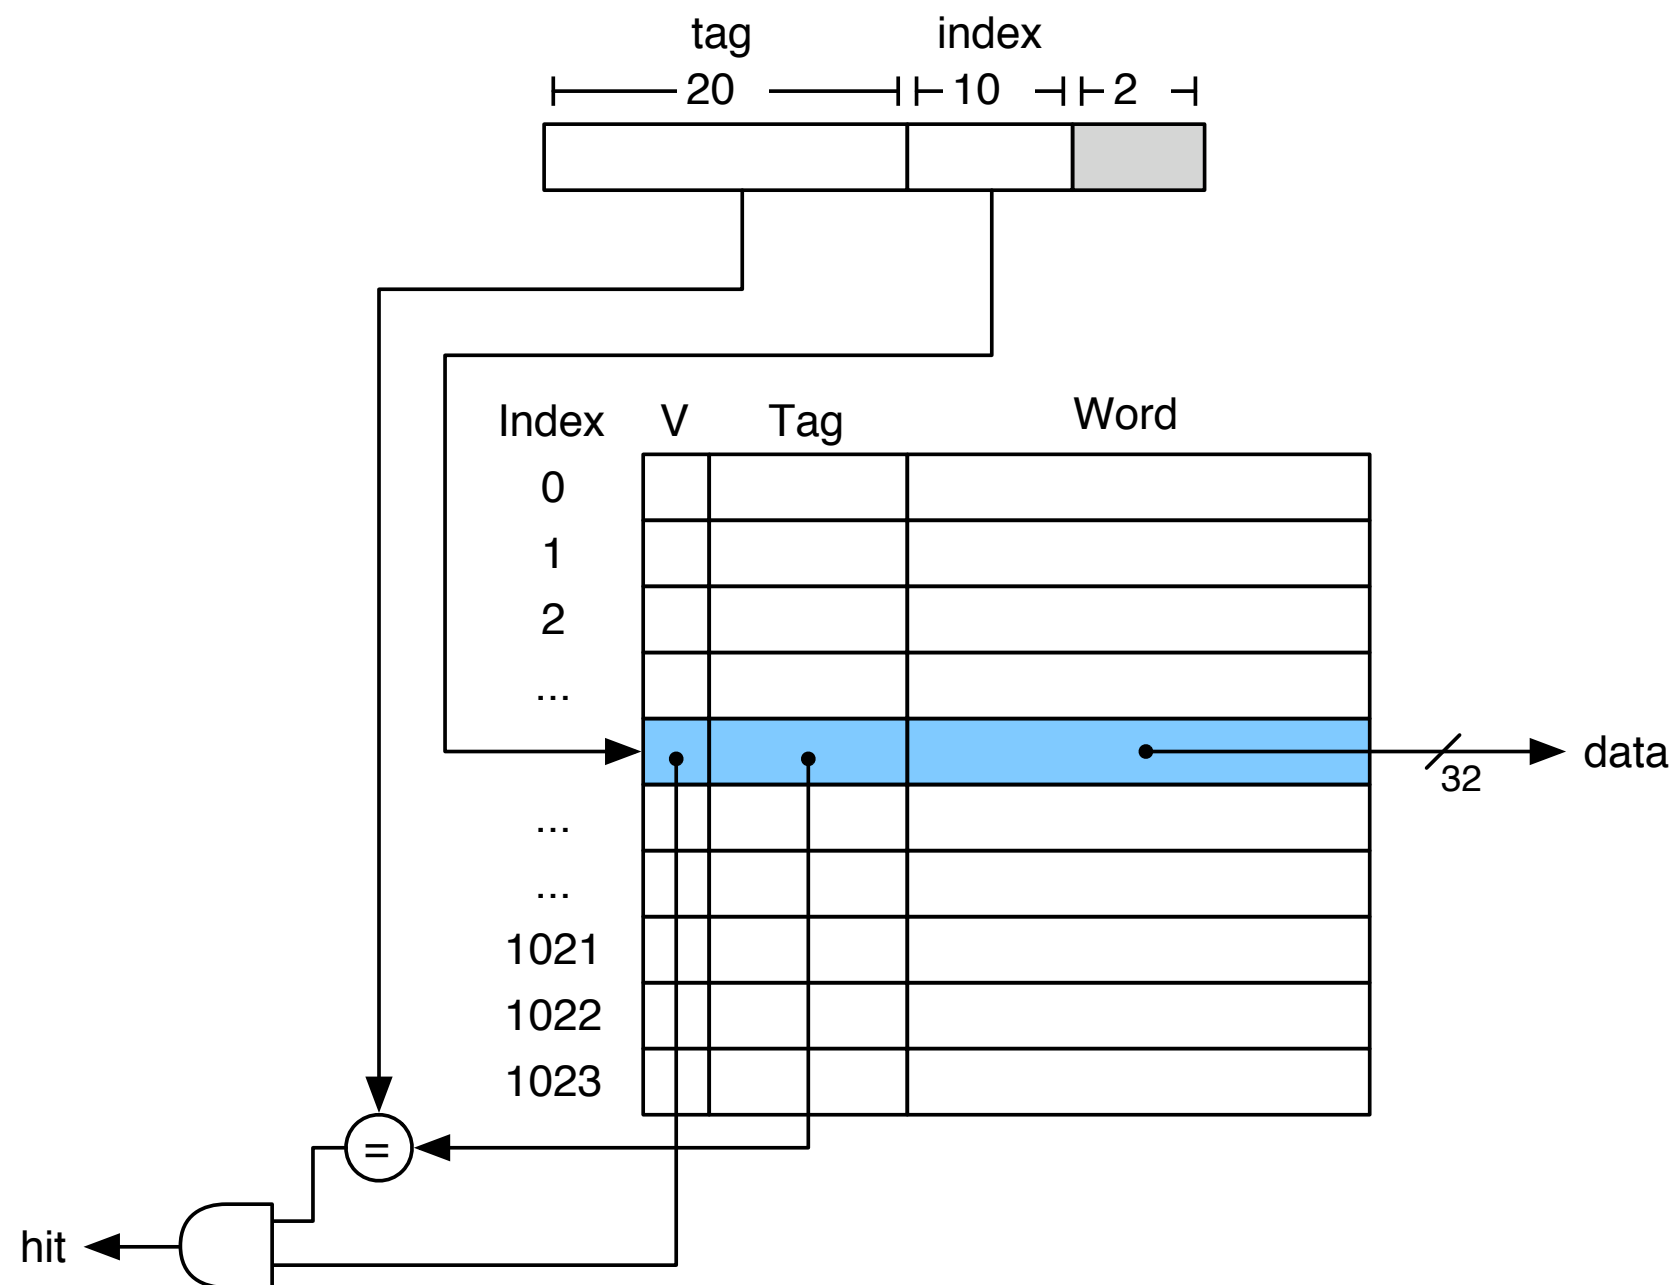 tag index
20 10 2
Index V Tag Word
0
1
2
...
data
32
...
...
1021
1022
1023
=
hit